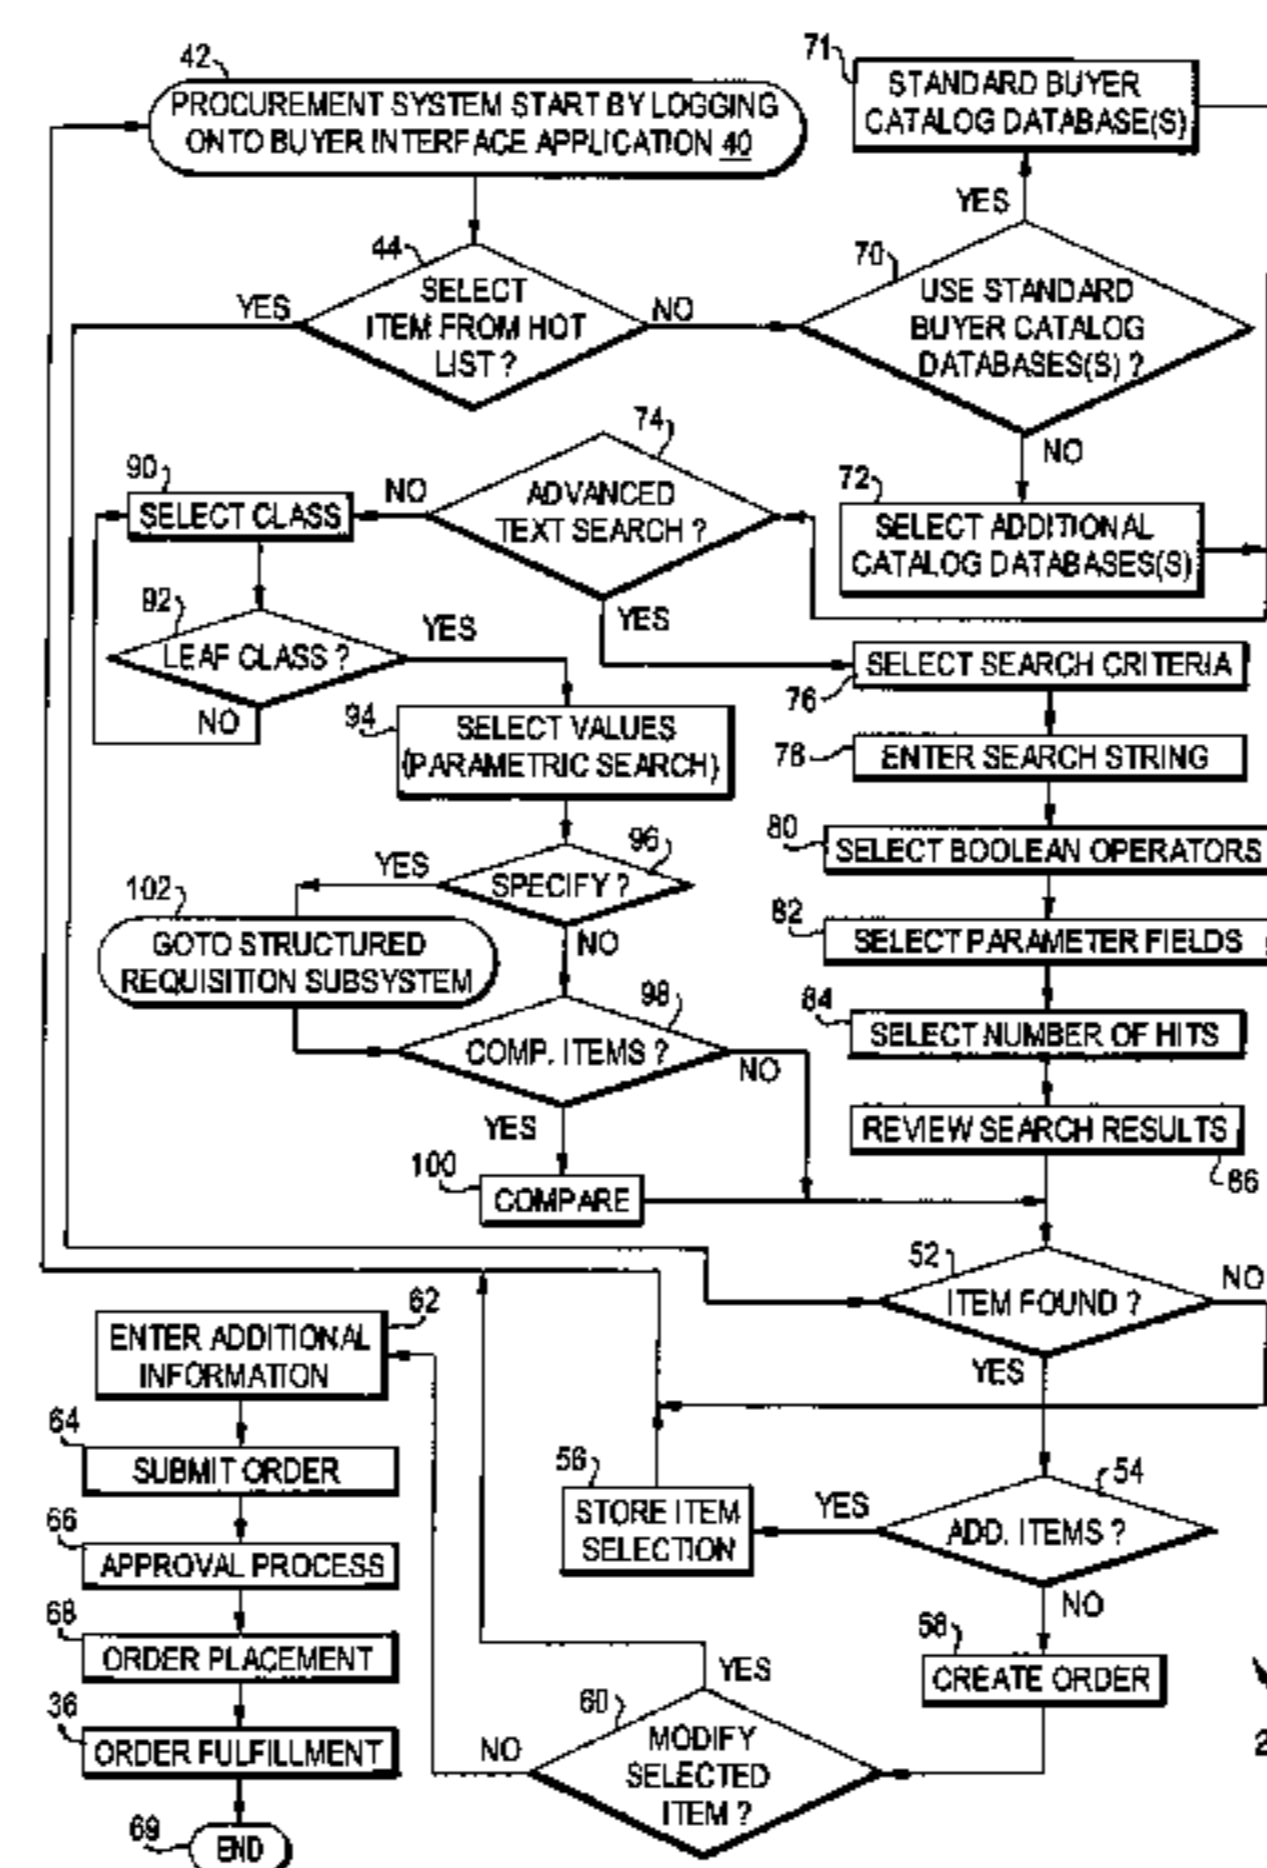 42
PROCUREMENT SYSTEM START BY LOGGING
ONTO BUYER INTERFACE APPLICATION 40
71
STANDARD BUYER
CATALOG DATABASE(S)
YES
44
SELECT
ITEM FROM HOT
LIST ?
YES
NO
70
USE STANDARD
BUYER CATALOG
DATABASES(S) ?
NO
72
SELECT ADDITIONAL
CATALOG DATABASES(S)
74
ADVANCED
TEXT SEARCH ?
NO
YES
90
SELECT CLASS
92
LEAF CLASS ?
YES
NO
94
SELECT VALUES
(PARAMETRIC SEARCH)
96
SPECIFY ?
YES
NO
102
GOTO STRUCTURED
REQUISITION SUBSYSTEM
98
COMP. ITEMS ?
NO
YES
100
COMPARE
SELECT SEARCH CRITERIA
76
78
ENTER SEARCH STRING
80
SELECT BOOLEAN OPERATORS
82
SELECT PARAMETER FIELDS
84
SELECT NUMBER OF HITS
REVIEW SEARCH RESULTS
86
52
ITEM FOUND ?
NO
YES
54
ADD. ITEMS ?
YES
NO
56
STORE ITEM
SELECTION
58
CREATE ORDER
60
MODIFY
SELECTED
ITEM ?
YES
NO
62
ENTER ADDITIONAL
INFORMATION
64
SUBMIT ORDER
66
APPROVAL PROCESS
68
ORDER PLACEMENT
36
ORDER FULFILLMENT
69
END